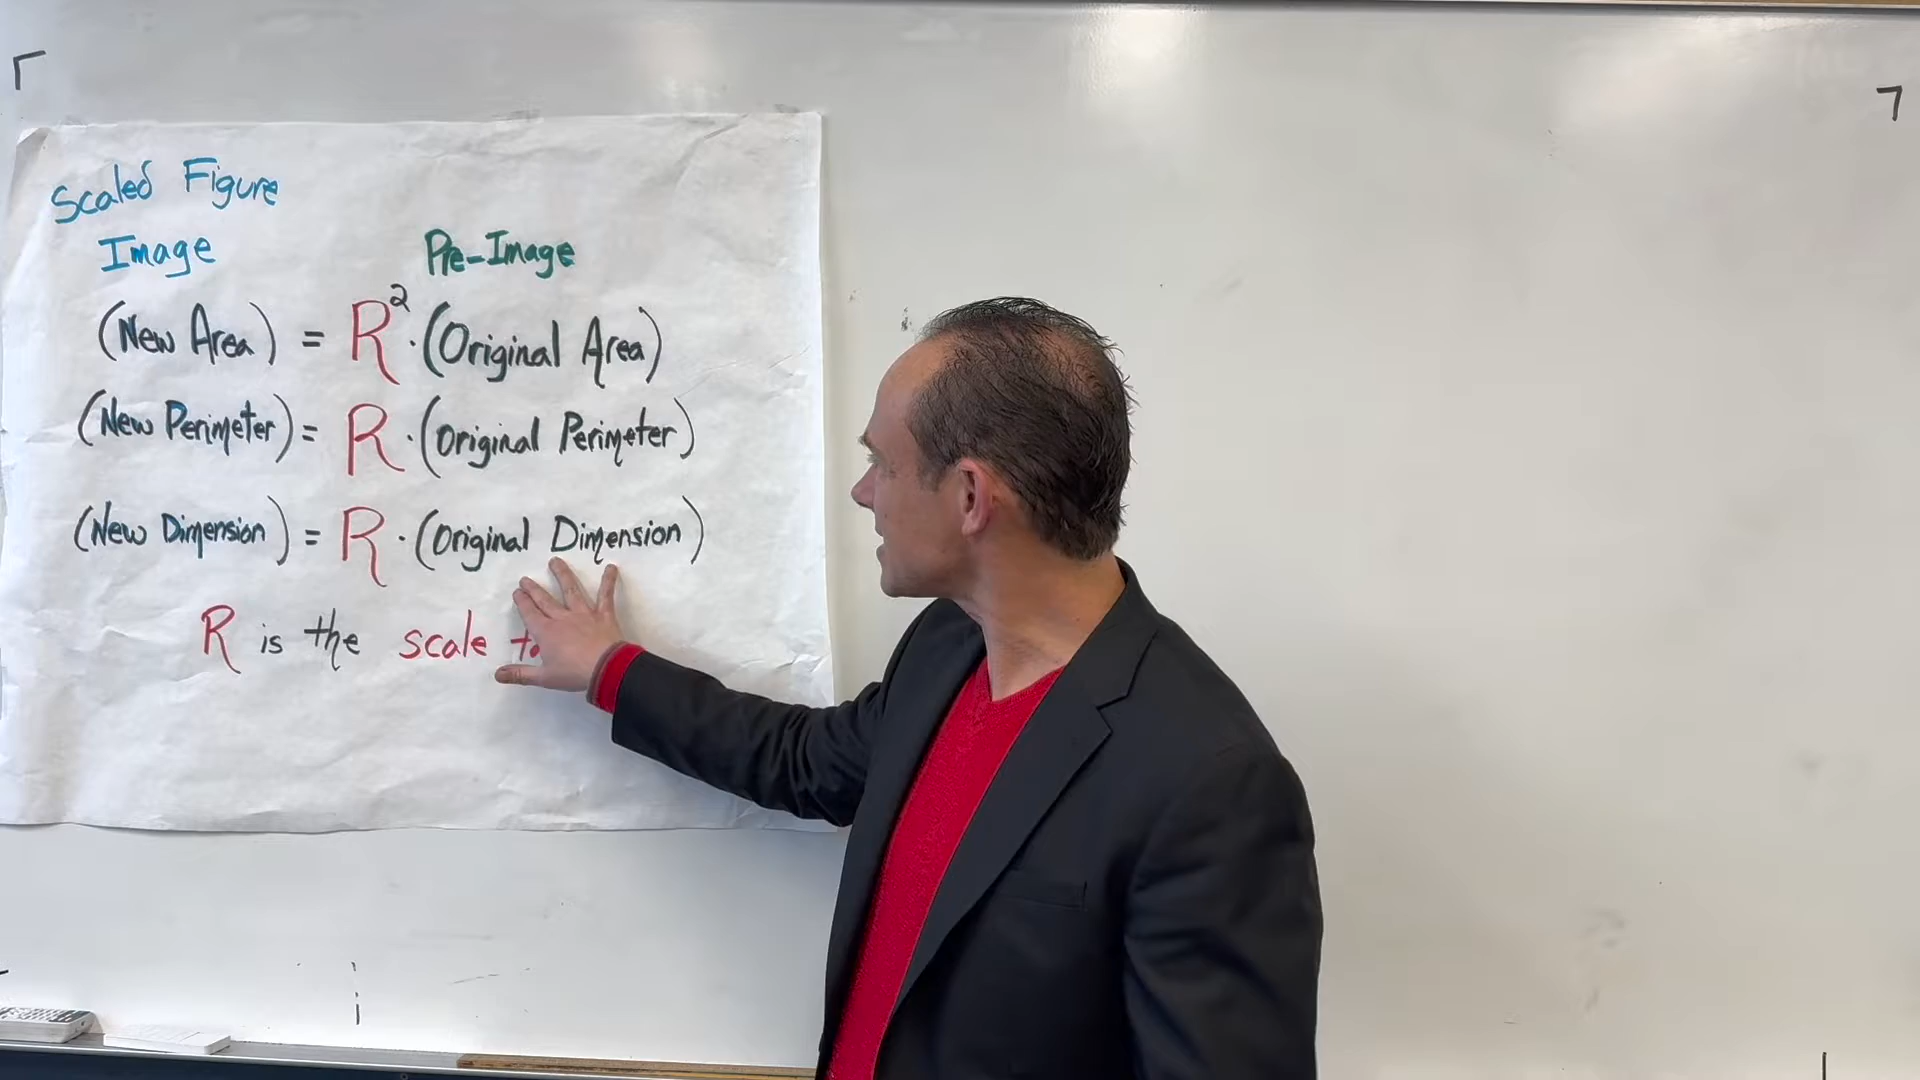 Scaled Figure
Image Pre-Image
(New Area) = R²·(Original Area)
(New Perimeter) = R·(Original Perimeter)
(New Dimension) = R·(Original Dimension)
R is the scale